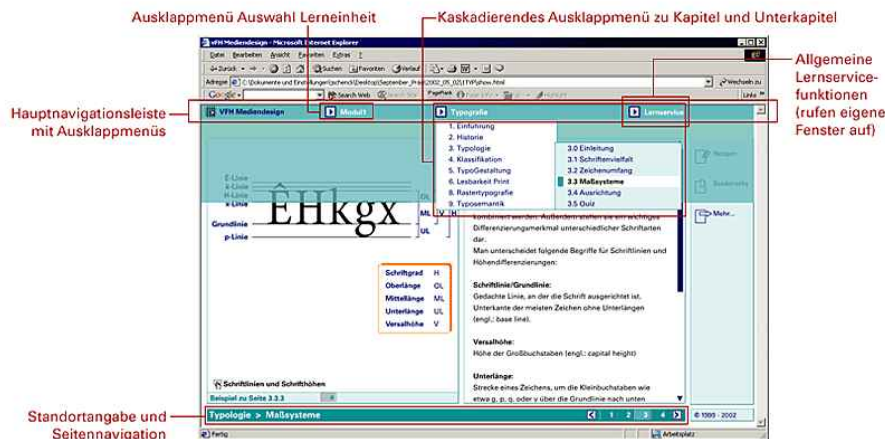 Ausklappmenü Auswahl Lerneinheit
Kaskadierendes Ausklappmenü zu Kapitel und Unterkapitel
Allgemeine
Lernservice-
funktionen
(rufen eigene
Fenster auf)
Hauptnavigationsleiste
mit Ausklappmenüs
VFH Mediendesign - Microsoft Internet Explorer
Datei Bearbeiten Ansicht Favoriten Extras ?
Zurück Suchen Favoriten Verlauf
Adresse Wechseln zu
Google Search Web PageRank Links
VFH Mediendesign Modul1 Typografie Lernservice
1. Einführung
2. Historie
3. Typologie
4. Klassifikation
5. TypoGestaltung
6. Lesbarkeit Print
8. Rastertypografie
9. Typosemantik
3.0 Einleitung
3.1 Schriftenvielfalt
3.2 Zeichenumfang
3.3 Maßsysteme
3.4 Ausrichtung
3.5 Quiz
Mehr...
Ê-Linie
k-Linie
H-Linie
x-Linie
Grundlinie
p-Linie
ÊHkgx
OL
ML V H
UL
Schriftgrad H
Oberlänge OL
Mittellänge ML
Unterlänge UL
Versalhöhe V
kombiniert werden. Außerdem stellen sie ein wichtiges
Differenzierungsmerkmal unterschiedlicher Schriftarten
dar.
Man unterscheidet folgende Begriffe für Schriftlinien und
Höhendifferenzierungen:
Schriftlinie/Grundlinie:
Gedachte Linie, an der die Schrift ausgerichtet ist.
Unterkante der meisten Zeichen ohne Unterlängen
(engl.: base line).
Versalhöhe:
Höhe der Großbuchstaben (engl.: capital height)
Unterlänge:
Strecke eines Zeichens, um die Kleinbuchstaben wie
etwa g, p, q, oder y über die Grundlinie nach unten
Schriftlinien und Schrifthöhen
Beispiel zu Seite 3.3.3
Typologie > Maßsysteme 1 2 3 4 © 1999 - 2002
Fertig Arbeitsplatz
Standortangabe und
Seitennavigation